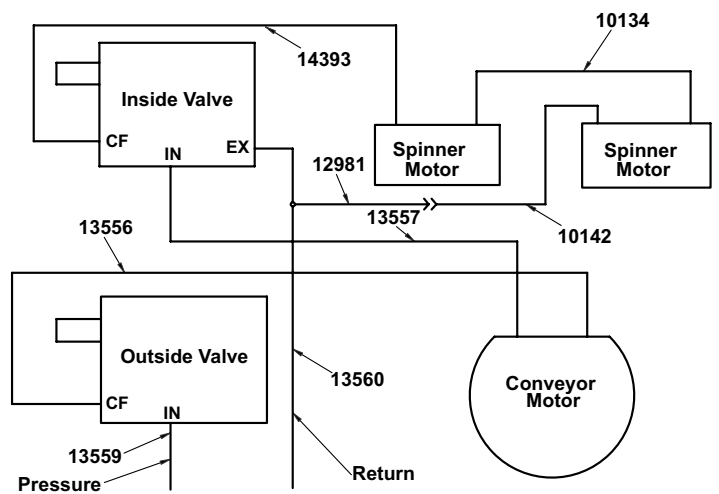 10134
14393
Inside Valve
CF
IN
EX
Spinner
Motor
Spinner
Motor
12981
13557
10142
13556
Outside Valve
CF
IN
13560
Conveyor
Motor
13559
Pressure
Return